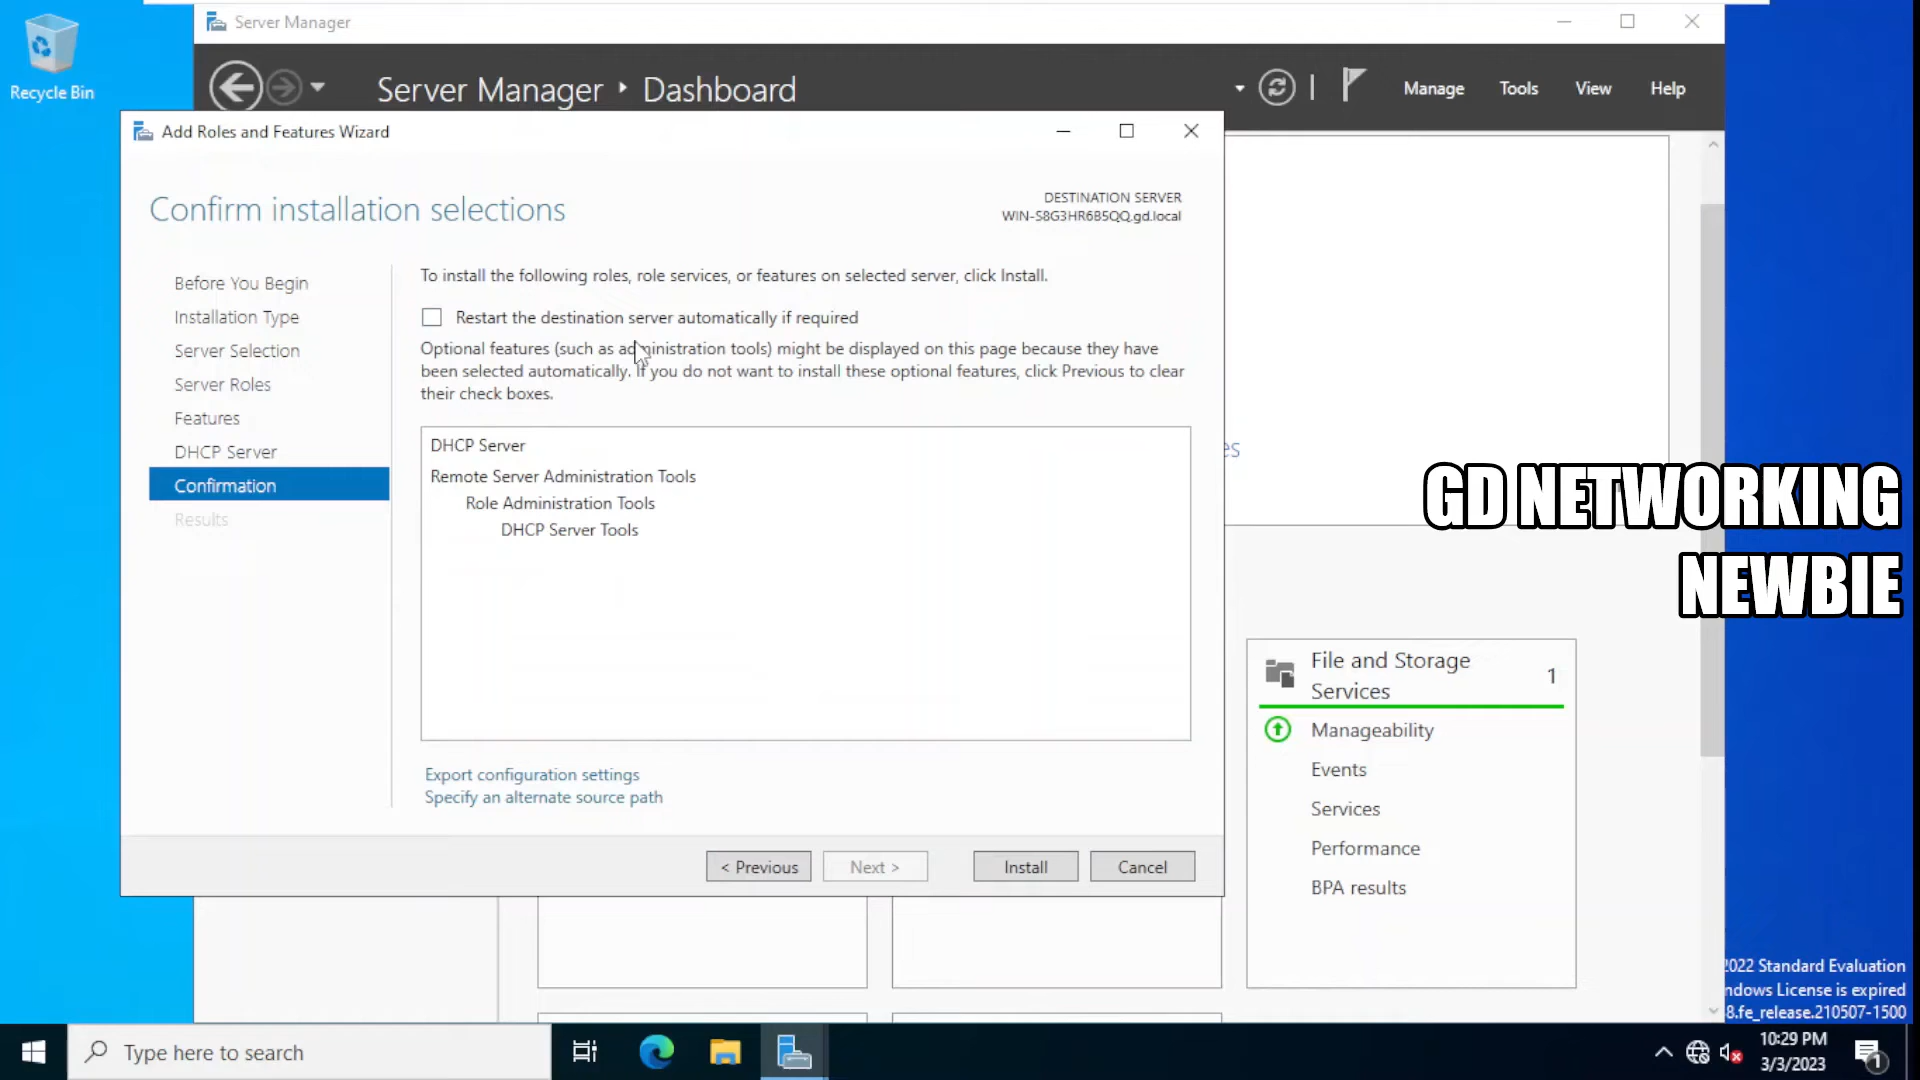 Recycle Bin
Server Manager
Server Manager
Dashboard
Manage
Tools
View
Help
Add Roles and Features Wizard
Confirm installation selections
DESTINATION SERVER
WIN-S8G3HR6B5QQ.gd.local
Before You Begin
Installation Type
Server Selection
Server Roles
Features
DHCP Server
Confirmation
Results
To install the following roles, role services, or features on selected server, click Install.
Restart the destination server automatically if required
Optional features (such as administration tools) might be displayed on this page because they have
been selected automatically. If you do not want to install these optional features, click Previous to clear
their check boxes.
DHCP Server
Remote Server Administration Tools
Role Administration Tools
DHCP Server Tools
Export configuration settings
Specify an alternate source path
< Previous
Next >
Install
Cancel
es
GD NETWORKING
NEWBIE
File and Storage
Services
1
Manageability
Events
Services
Performance
BPA results
2022 Standard Evaluation
ndows License is expired
8.fe_release.210507-1500
Type here to search
10:29 PM
3/3/2023
1